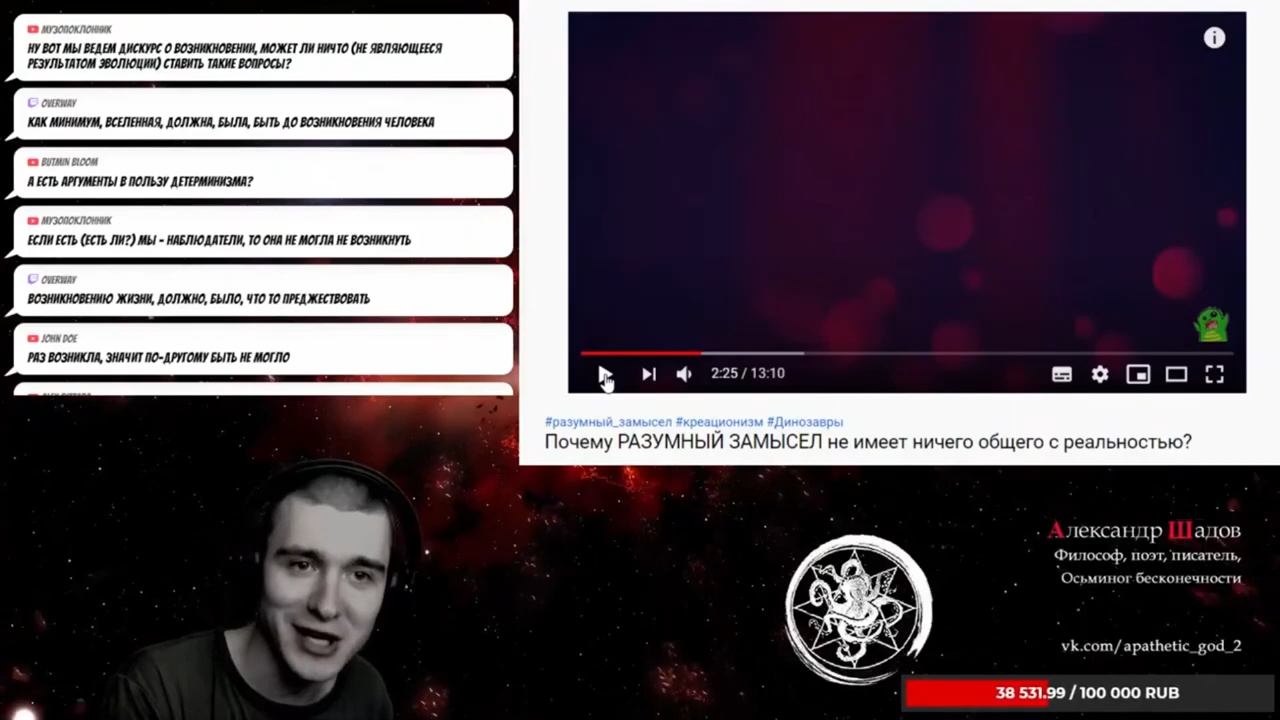 МУЗОПОКЛОННИК
НУ ВОТ МЫ ВЕДЕМ ДИСКУРС О ВОЗНИКНОВЕНИИ, МОЖЕТ ЛИ НИЧТО (НЕ ЯВЛЯЮЩЕЕСЯ
РЕЗУЛЬТАТОМ ЭВОЛЮЦИИ) СТАВИТЬ ТАКИЕ ВОПРОСЫ?
OVERWAY
КАК МИНИМУМ, ВСЕЛЕННАЯ, ДОЛЖНА, БЫЛА, БЫТЬ ДО ВОЗНИКНОВЕНИЯ ЧЕЛОВЕКА
BUTMIN BLOOM
А ЕСТЬ АРГУМЕНТЫ В ПОЛЬЗУ ДЕТЕРМИНИЗМА?
МУЗОПОКЛОННИК
ЕСЛИ ЕСТЬ (ЕСТЬ ЛИ?) МЫ - НАБЛЮДАТЕЛИ, ТО ОНА НЕ МОГЛА НЕ ВОЗНИКНУТЬ
OVERWAY
ВОЗНИКНОВЕНИЮ ЖИЗНИ, ДОЛЖНО, БЫЛО, ЧТО ТО ПРЕДЖЕСТВОВАТЬ
JOHN DOE
РАЗ ВОЗНИКЛА, ЗНАЧИТ ПО-ДРУГОМУ БЫТЬ НЕ МОГЛО
2:25 / 13:10
#разумный_замысел #креационизм #Динозавры
Почему РАЗУМНЫЙ ЗАМЫСЕЛ не имеет ничего общего с реальностью?
Александр Шадов
Философ, поэт, писатель,
Осьминог бесконечности
vk.com/apathetic_god_2
38 531.99 / 100 000 RUB